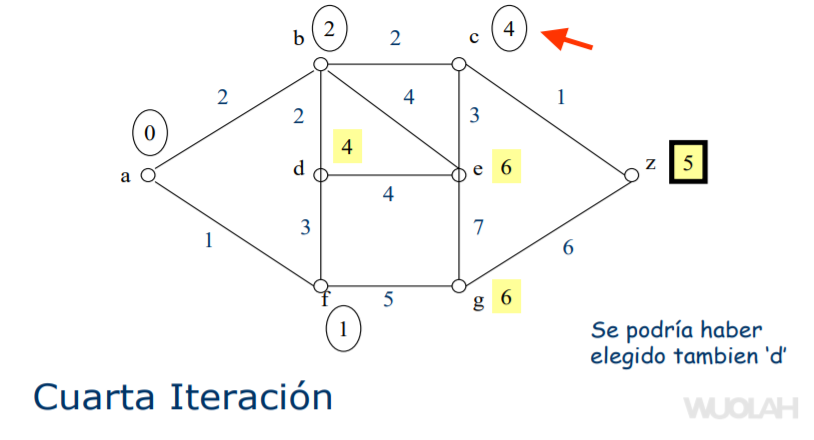 b 2 2 c 4
2 4 1
2 3
0
4
a d e 6 z 5
4
3 7
1 6
f 5 g 6
1
Se podría haber
elegido tambien 'd'
Cuarta Iteración
WUOLAH